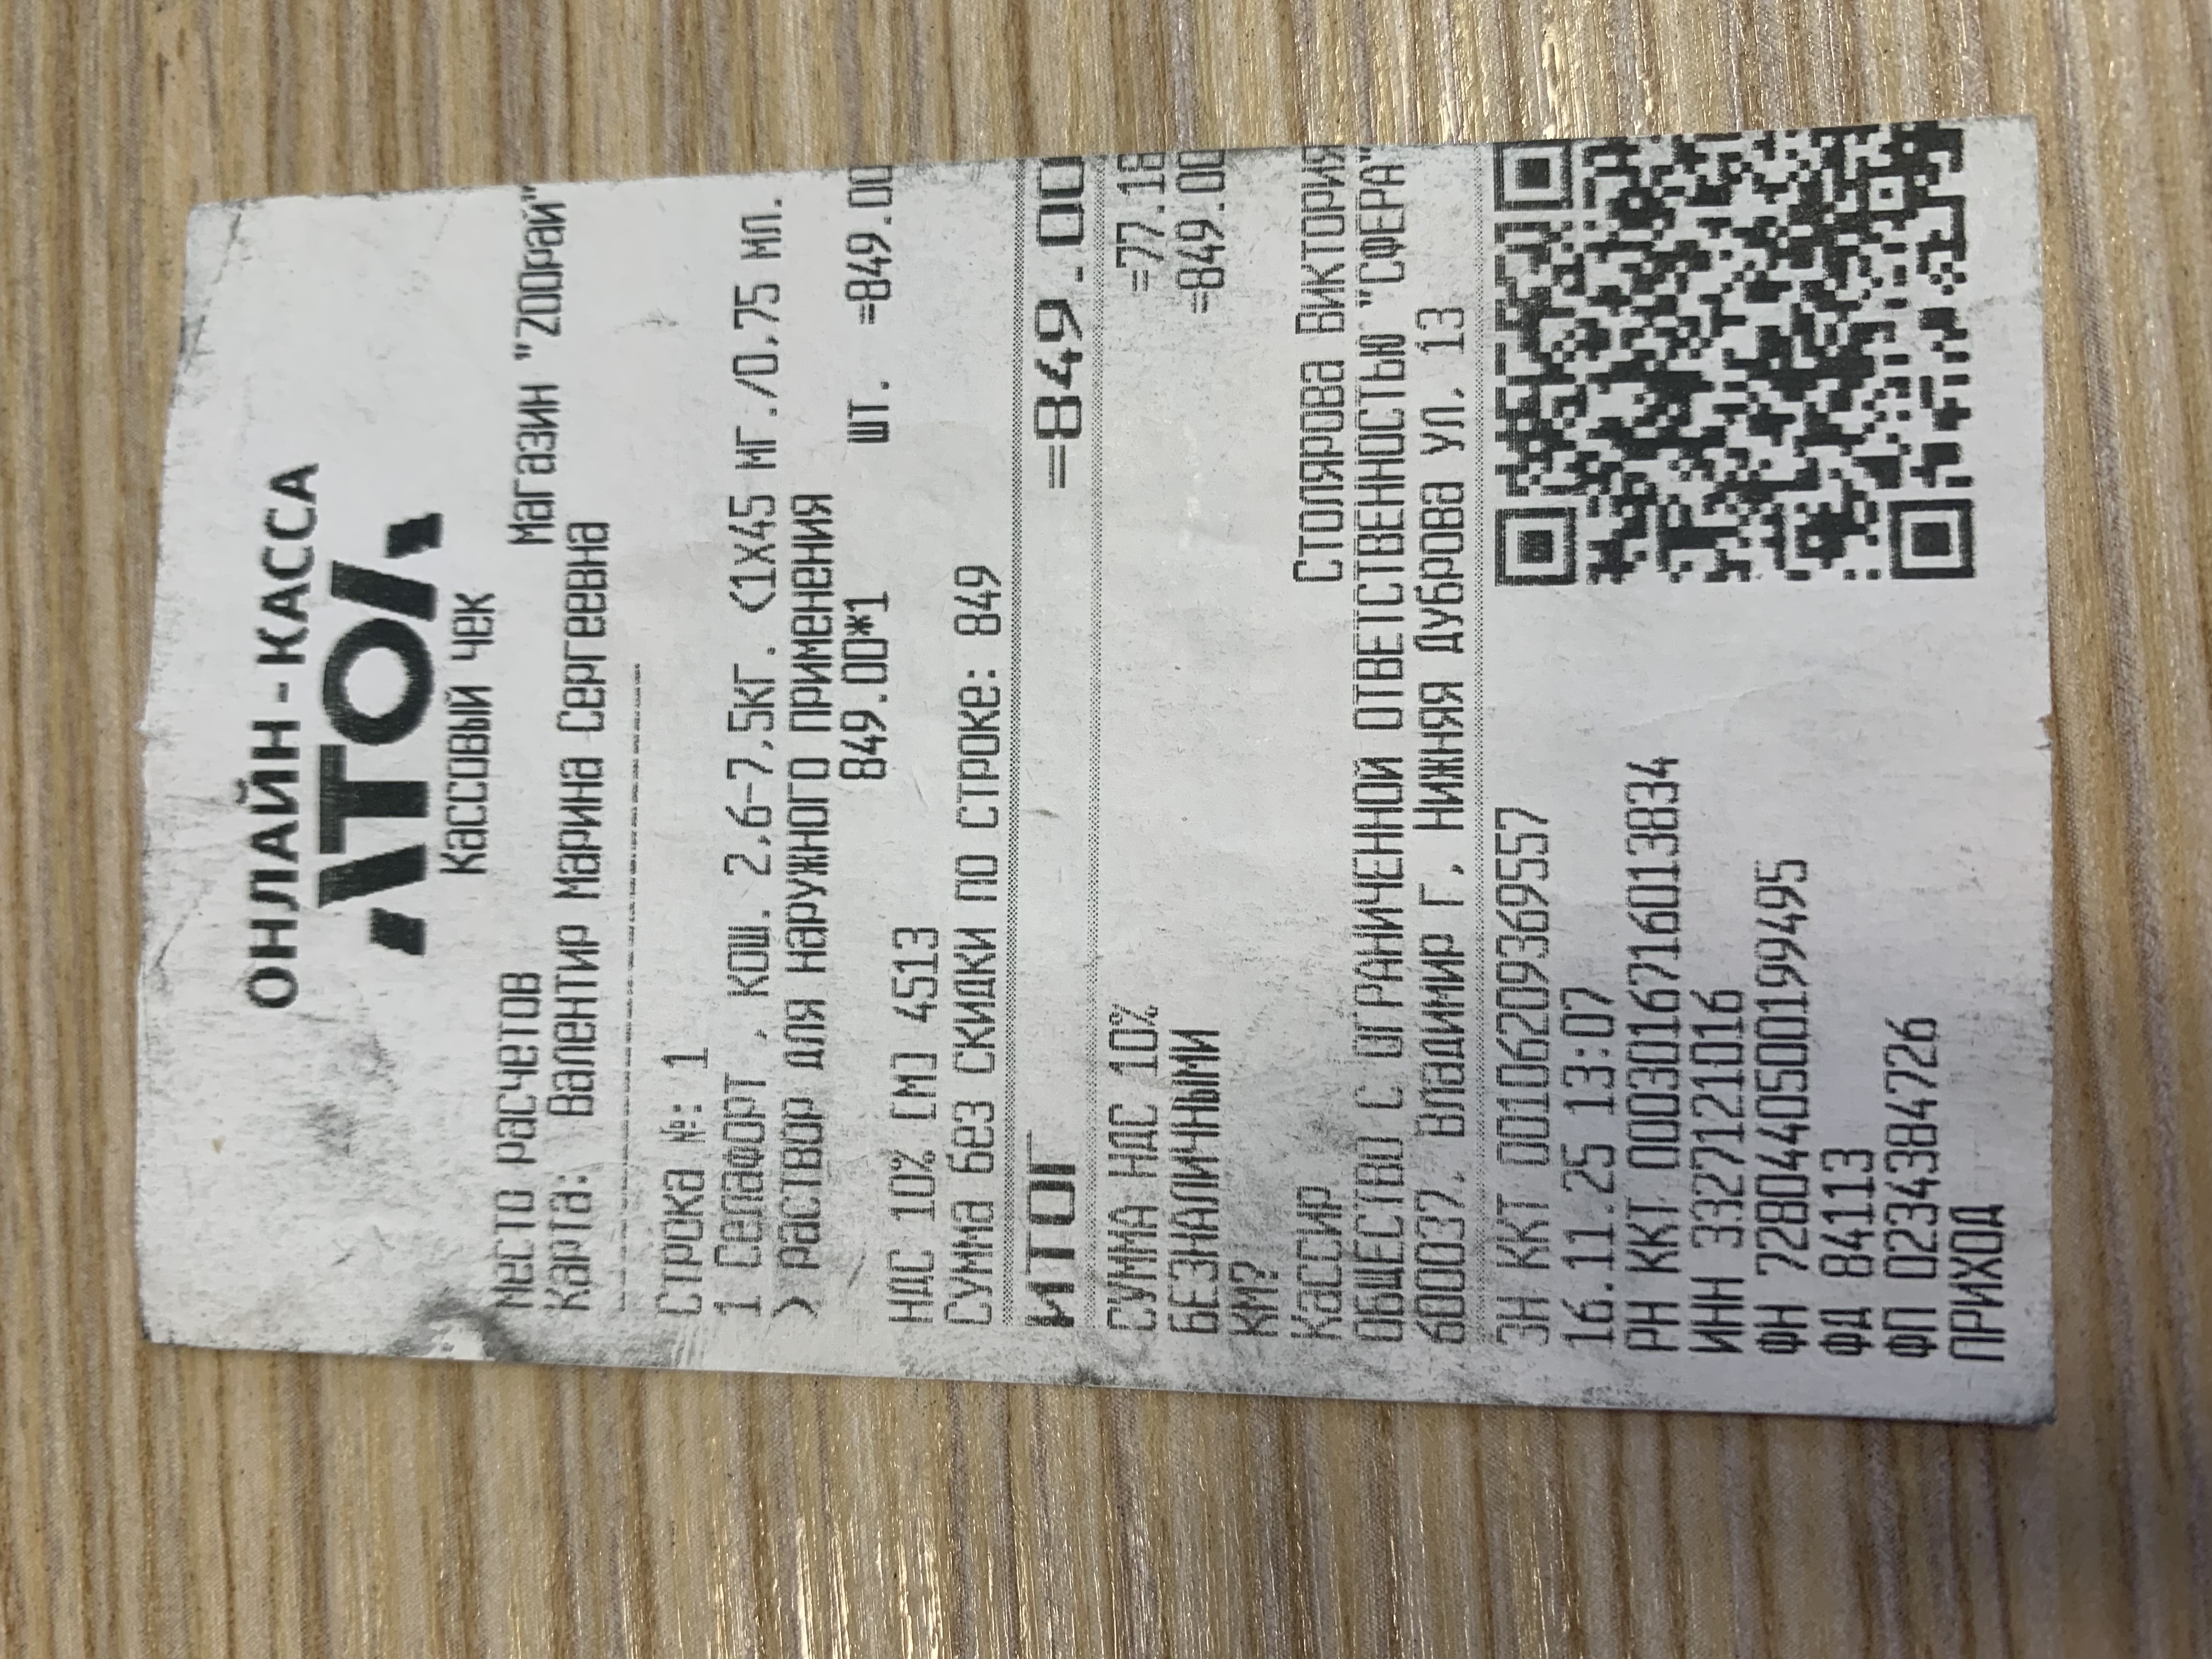 ОНЛАЙН-КАССА
АТОЛ
Кассовый чек
Место расчетов Магазин "ZООРАЙ"
Карта: Валентир Марина Сергеевна
Строка №: 1
1 Селафорт , кош. 2,6-7,5кг. <1х45 мг./0,75 мл.
> раствор для наружного применения
849.00*1 шт. =849.00
НДС 10% [М] 4513
Сумма без скидки по строке: 849
ИТОГ =849.00
СУММА НДС 10% =77.18
БЕЗНАЛИЧНЫМИ =849.00
КМ?
Кассир Столярова Виктория
ОБЩЕСТВО С ОГРАНИЧЕННОЙ ОТВЕТСТВЕННОСТЬЮ "СФЕРА"
600037. Владимир г, Нижняя Дуброва ул, 13
ЗН ККТ 00106209369557
16.11.25 13:07
РН ККТ 0003016716013834
ИНН 3327121016
ФН 7280440500199495
ФД 84113
ФП 0234384726
ПРИХОД